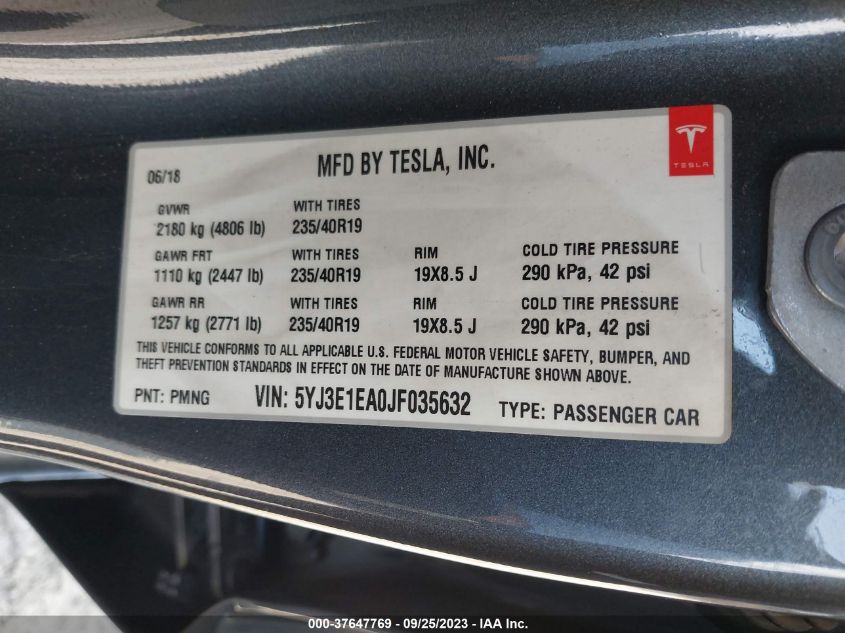 TESLA
06/18
MFD BY TESLA, INC.
GVWR WITH TIRES
2180 kg (4806 lb) 235/40R19
GAWR FRT WITH TIRES RIM COLD TIRE PRESSURE
1110 kg (2447 lb) 235/40R19 19X8.5 J 290 kPa, 42 psi
GAWR RR WITH TIRES RIM COLD TIRE PRESSURE
1257 kg (2771 lb) 235/40R19 19X8.5 J 290 kPa, 42 psi
THIS VEHICLE CONFORMS TO ALL APPLICABLE U.S. FEDERAL MOTOR VEHICLE SAFETY, BUMPER, AND
THEFT PREVENTION STANDARDS IN EFFECT ON THE DATE OF MANUFACTURE SHOWN ABOVE.
PNT: PMNG VIN: 5YJ3E1EA0JF035632 TYPE: PASSENGER CAR
000-37647769 - 09/25/2023 - IAA Inc.